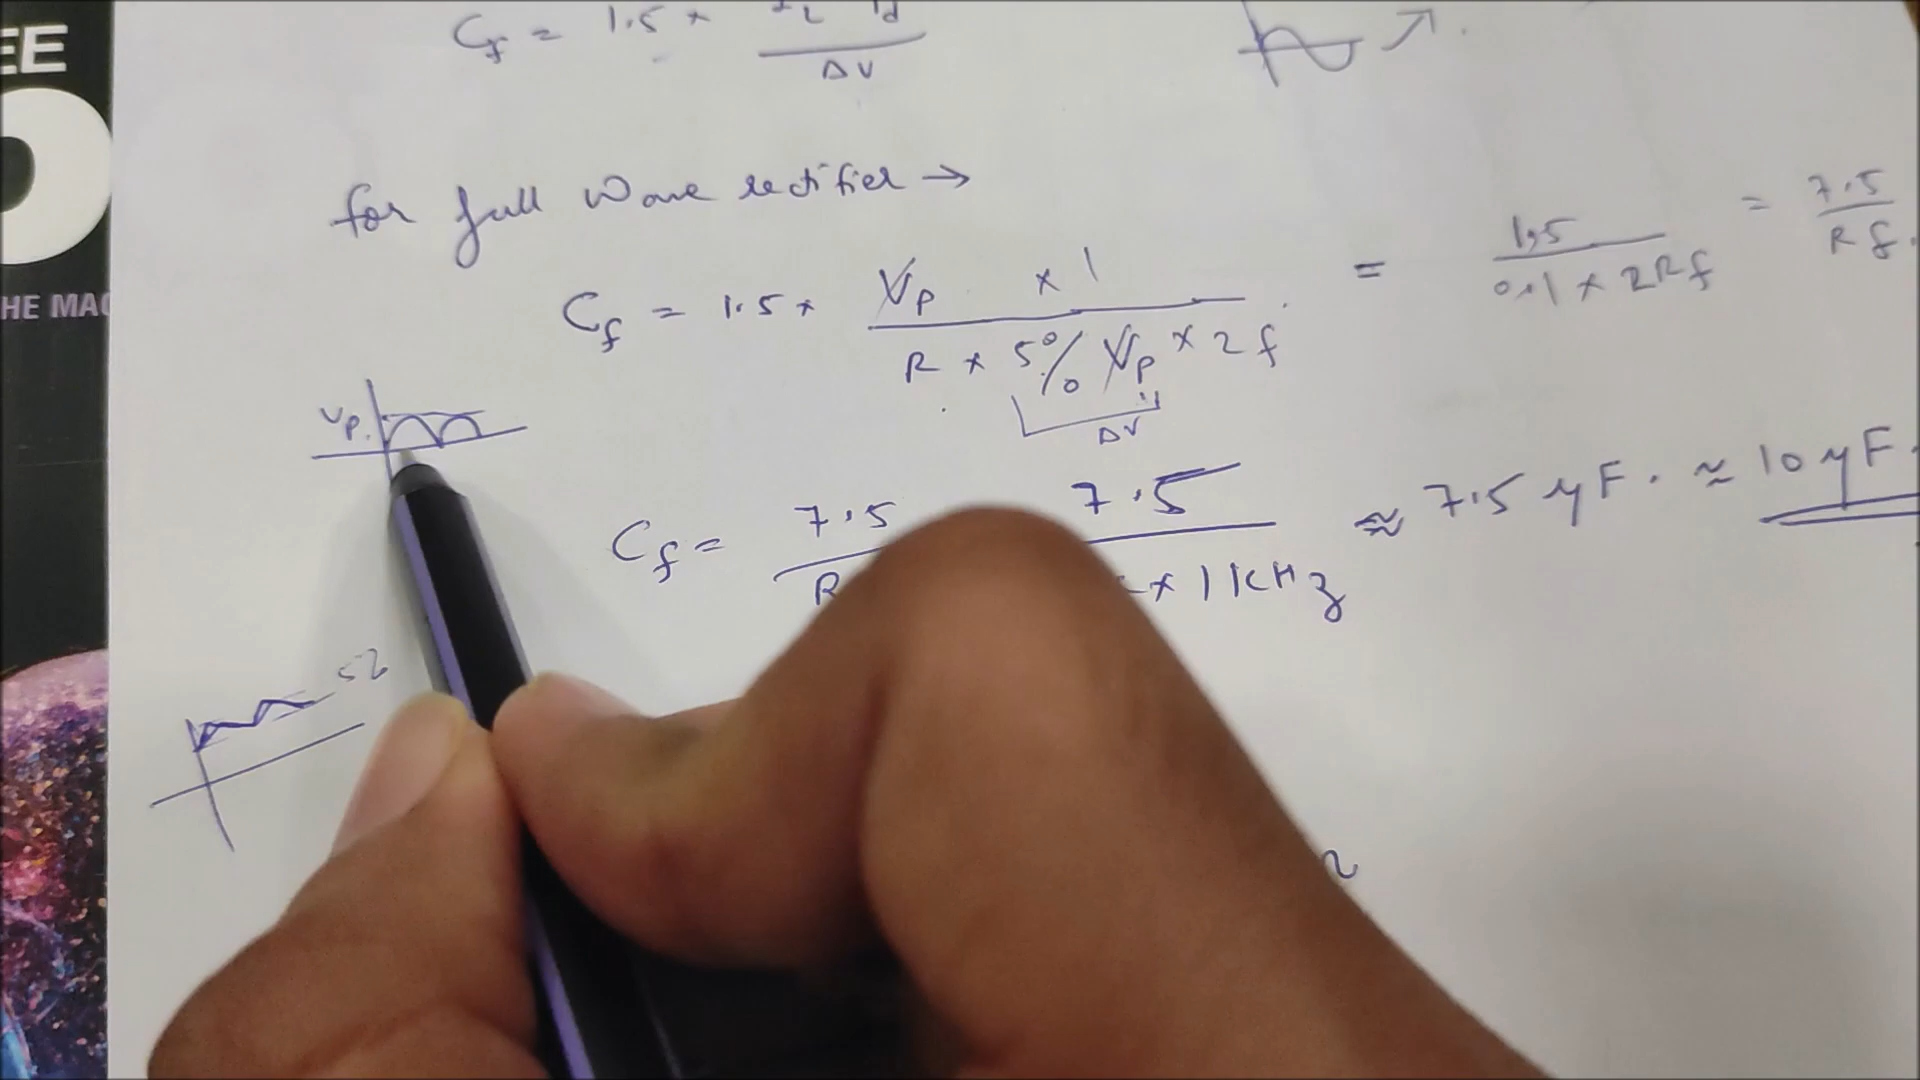 EE
O
HE MA
Cf = 1.5 ×
ΔV
for full wave rectifier →
Cf = 1.5 × Vp × 1 / R × 5% Vp × 2f = 1.5 / 0.1 × 2Rf = 7.5 / Rf.
ΔV
Vp.
Cf = 7.5 / R 7.5 / × 1 KHz ≈ 7.5 μF. ≈ 10 μF.